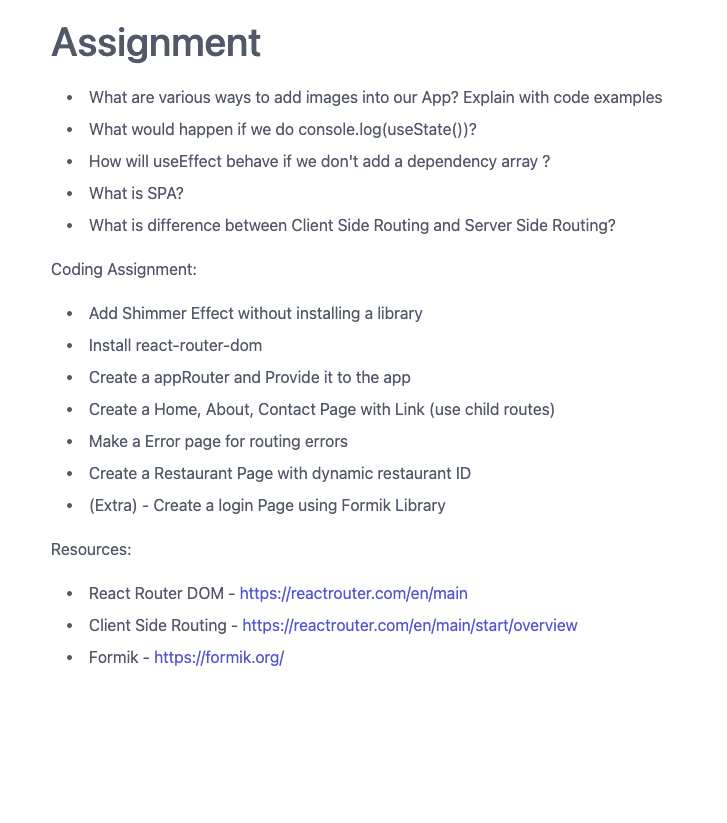 Assignment
• What are various ways to add images into our App? Explain with code examples
• What would happen if we do console.log(useState())?
• How will useEffect behave if we don't add a dependency array ?
• What is SPA?
• What is difference between Client Side Routing and Server Side Routing?
Coding Assignment:
• Add Shimmer Effect without installing a library
• Install react-router-dom
• Create a appRouter and Provide it to the app
• Create a Home, About, Contact Page with Link (use child routes)
• Make a Error page for routing errors
• Create a Restaurant Page with dynamic restaurant ID
• (Extra) - Create a login Page using Formik Library
Resources:
• React Router DOM - https://reactrouter.com/en/main
• Client Side Routing - https://reactrouter.com/en/main/start/overview
• Formik - https://formik.org/